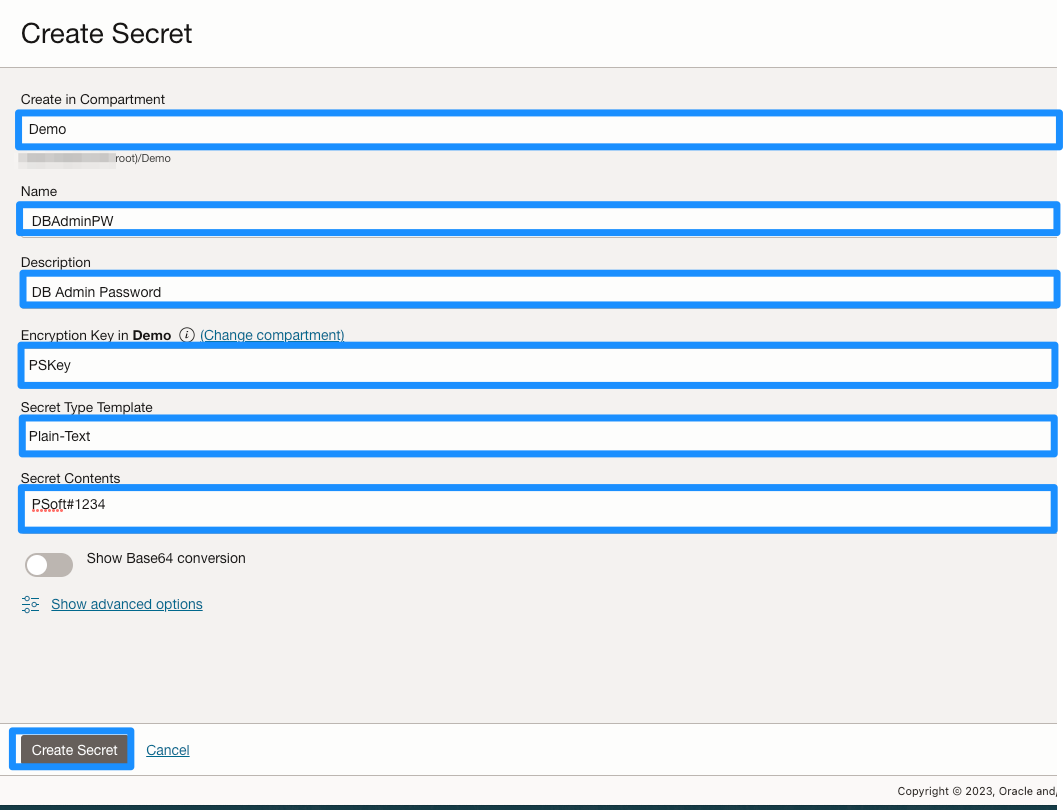 Create Secret
Create in Compartment
Demo
root)/Demo
Name
DBAdminPW
Description
DB Admin Password
Encryption Key in Demo (Change compartment)
PSKey
Secret Type Template
Plain-Text
Secret Contents
PSoft#1234
Show Base64 conversion
Show advanced options
Create Secret Cancel
Copyright © 2023, Oracle and